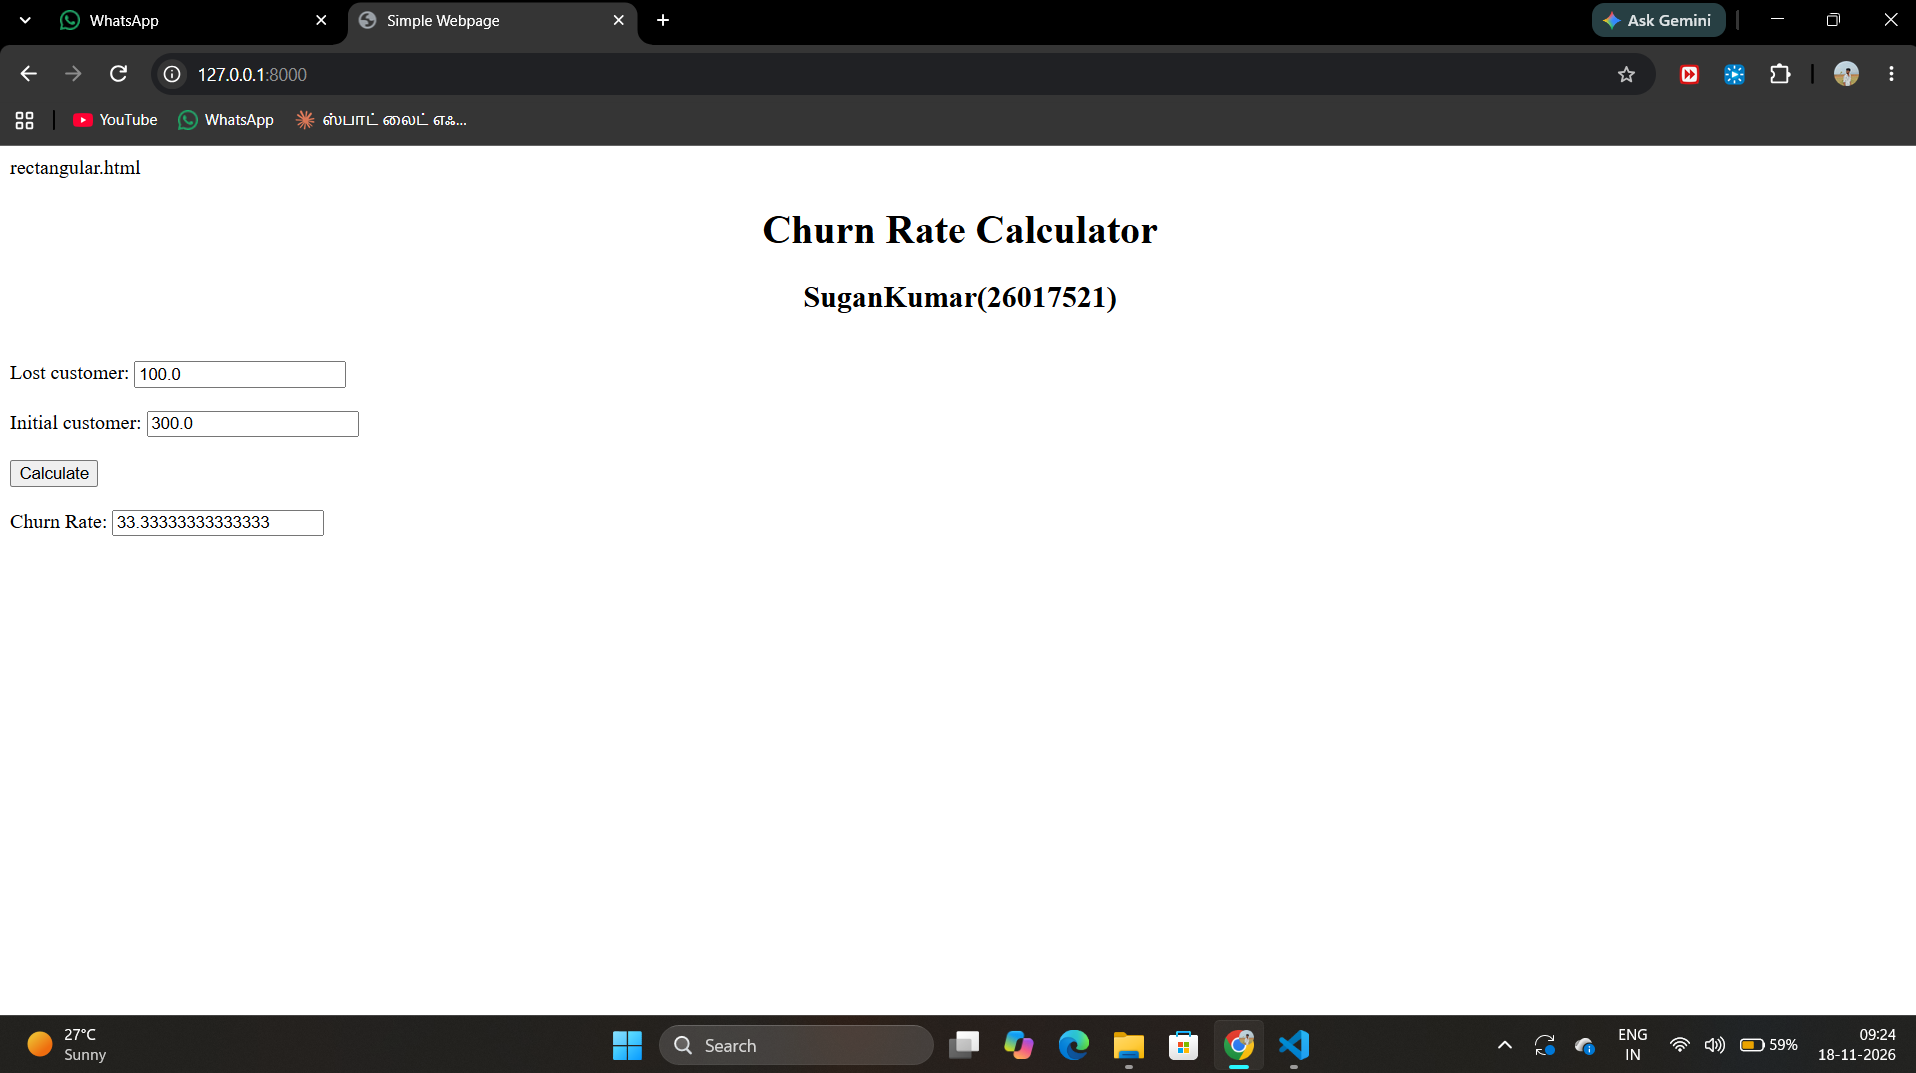 WhatsApp
Simple Webpage
Ask Gemini
127.0.0.1:8000
YouTube
WhatsApp
ஸ்பாட் லைட் எஃ...
rectangular.html
Churn Rate Calculator
SuganKumar(26017521)
Lost customer: 100.0
Initial customer: 300.0
Calculate
Churn Rate: 33.33333333333333
27°C
Sunny
Search
ENG
IN
59%
09:24
18-11-2026